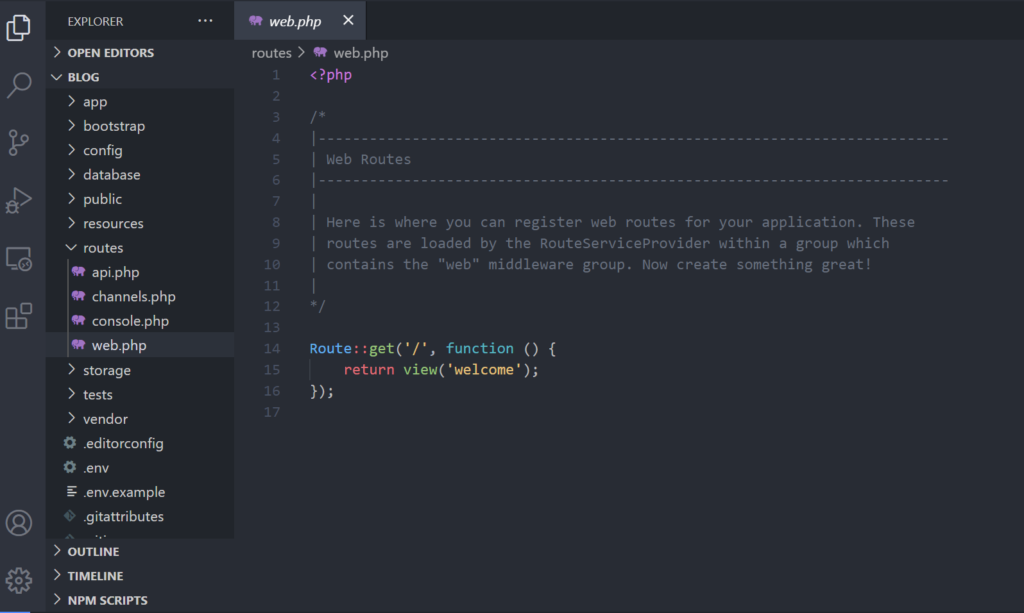 EXPLORER ···
OPEN EDITORS
BLOG
app
bootstrap
config
database
public
resources
routes
api.php
channels.php
console.php
web.php
storage
tests
vendor
.editorconfig
.env
.env.example
.gitattributes
OUTLINE
TIMELINE
NPM SCRIPTS
web.php
routes > web.php
1 <?php
2
3 /*
4 |--------------------------------------------------------------------------
5 | Web Routes
6 |--------------------------------------------------------------------------
7 |
8 | Here is where you can register web routes for your application. These
9 | routes are loaded by the RouteServiceProvider within a group which
10 | contains the "web" middleware group. Now create something great!
11 |
12 */
13
14 Route::get('/', function () {
15     return view('welcome');
16 });
17